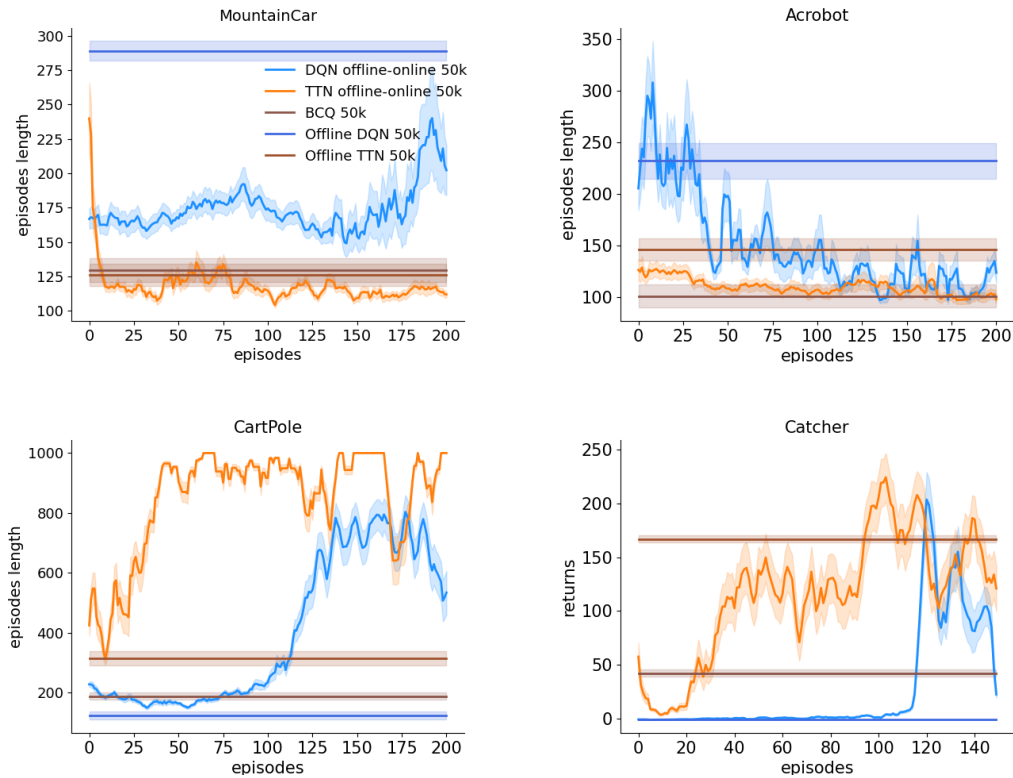 MountainCar
300
275
250
225
200
175
150
125
100
0 25 50 75 100 125 150 175 200
episodes
episodes length
DQN offline-online 50k
TTN offline-online 50k
BCQ 50k
Offline DQN 50k
Offline TTN 50k
Acrobot
350
300
250
200
150
100
0 25 50 75 100 125 150 175 200
episodes
episodes length
CartPole
1000
800
600
400
200
0 25 50 75 100 125 150 175 200
episodes
episodes length
Catcher
250
200
150
100
50
0
0 20 40 60 80 100 120 140
episodes
returns